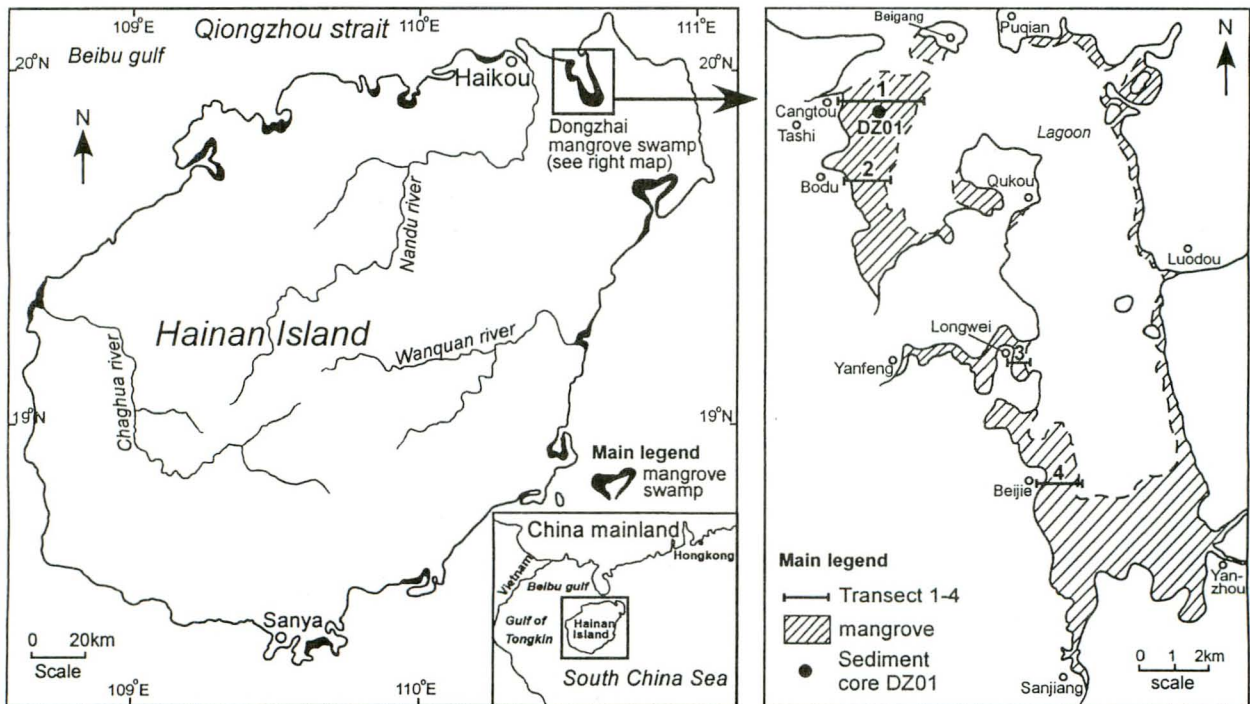 109°E
110°E
111°E
Qiongzhou strait
Beibu gulf
20°N
20°N
Haikou
N
Dongzhai
mangrove swamp
(see right map)
Nandu river
Hainan Island
Wanquan river
Chaghua river
19°N
19°N
Main legend
mangrove
swamp
China mainland
Hongkong
Vietnam
Beibu gulf
Gulf of
Tongkin
Hainan
Island
South China Sea
Sanya
0 20km
Scale
109°E
110°E
Beigang
Puqian
N
1
Cangtou
Tashi
DZ01
Lagoon
2
Bodu
Qukou
Luodou
Longwei
3
Yanfeng
4
Beijie
Main legend
Transect 1-4
mangrove
Sediment
core DZ01
Yan-
zhou
0 1 2km
scale
Sanjiang